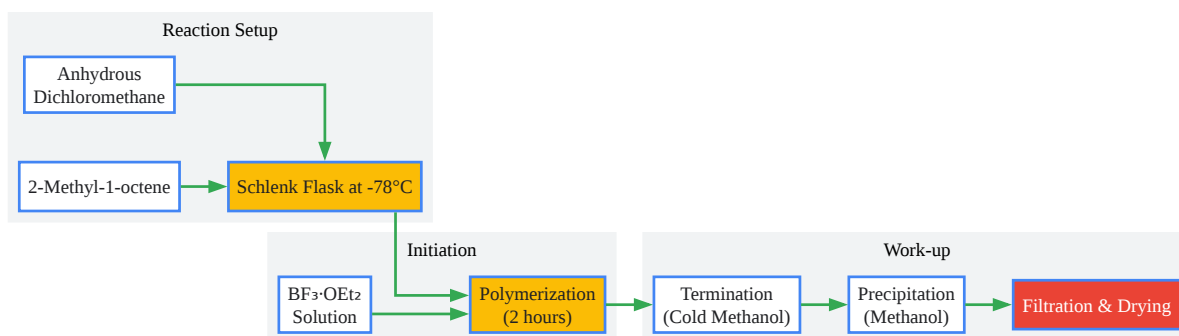 Reaction Setup
Anhydrous
Dichloromethane
2-Methyl-1-octene
Schlenk Flask at -78°C
Initiation
BF₃·OEt₂
Solution
Polymerization
(2 hours)
Work-up
Termination
(Cold Methanol)
Precipitation
(Methanol)
Filtration & Drying